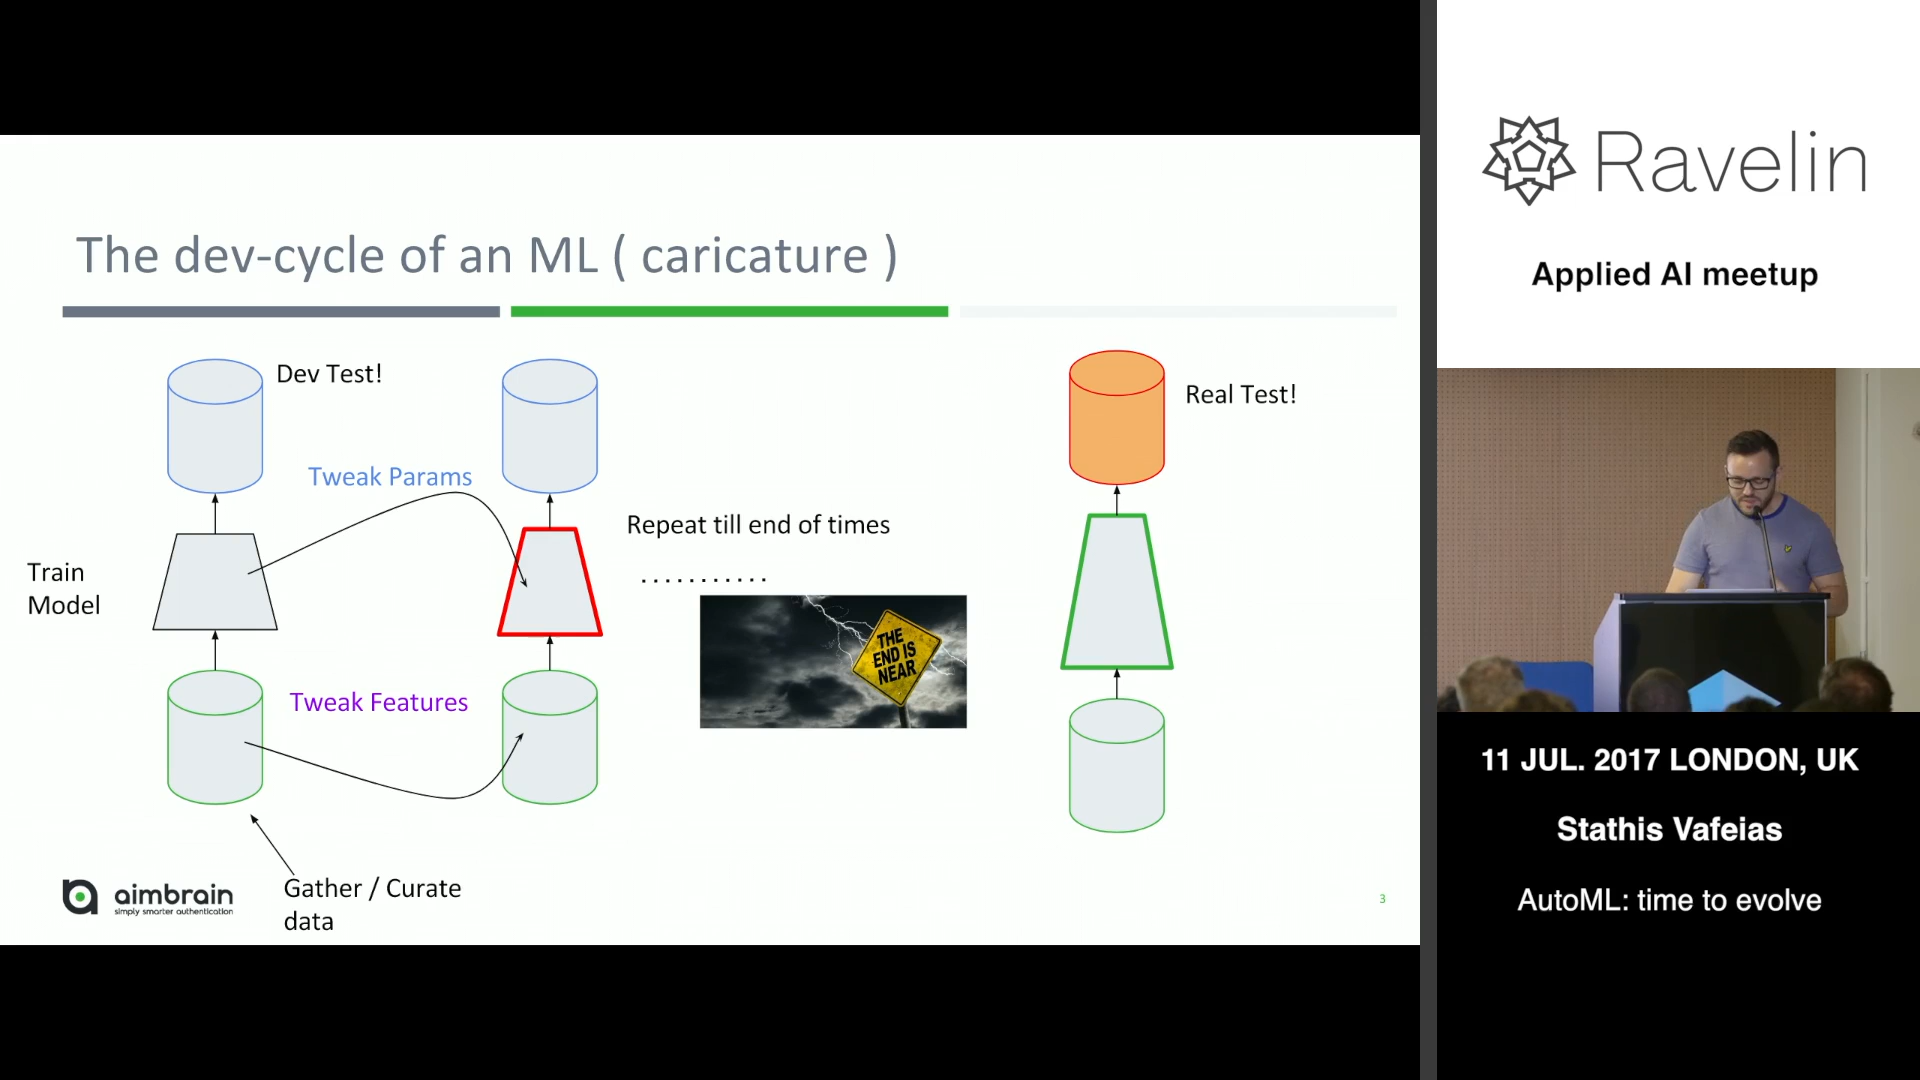 The dev-cycle of an ML ( caricature )
Dev Test!
Tweak Params
Train
Model
Tweak Features
Gather / Curate
data
Repeat till end of times
...........
THE
END IS
NEAR
Real Test!
aimbrain
simply smarter authentication
3
Ravelin
Applied AI meetup
11 JUL. 2017 LONDON, UK
Stathis Vafeias
AutoML: time to evolve